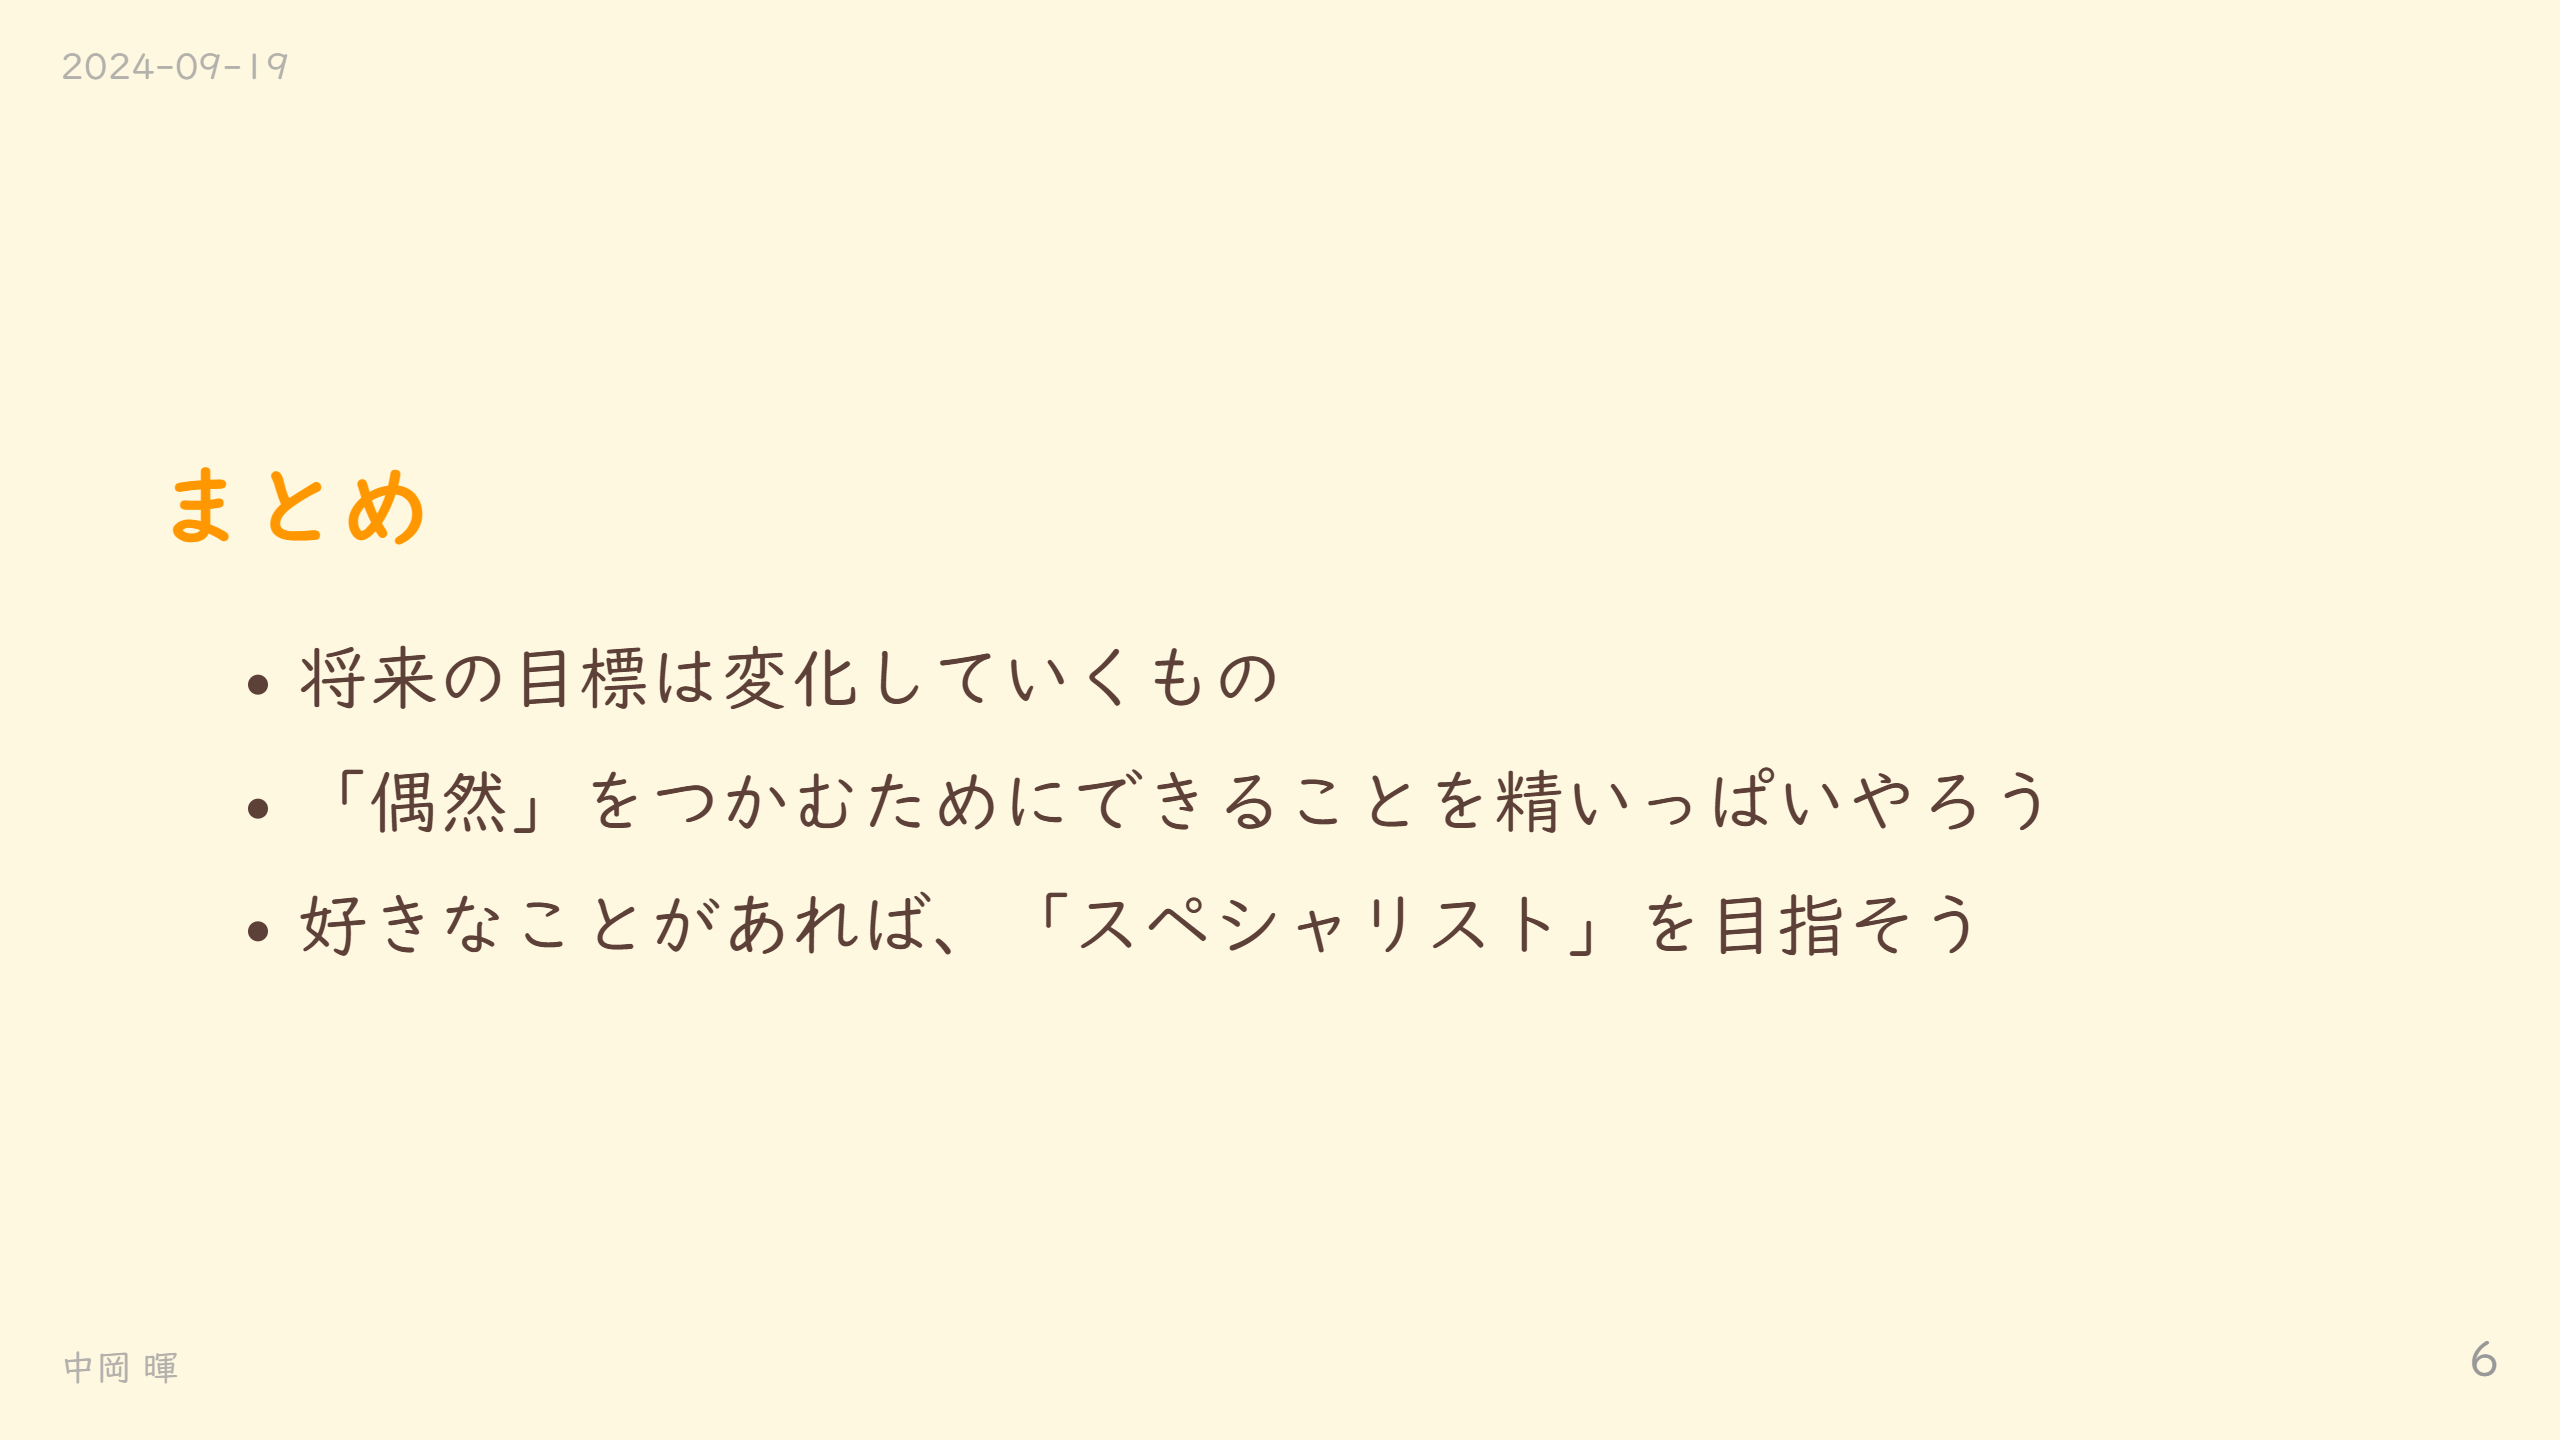 2024-09-19
まとめ
• 将来の目標は変化していくもの
• 「偶然」をつかむためにできることを精いっぱいやろう
• 好きなことがあれば、「スペシャリスト」を目指そう
中岡 暉
6